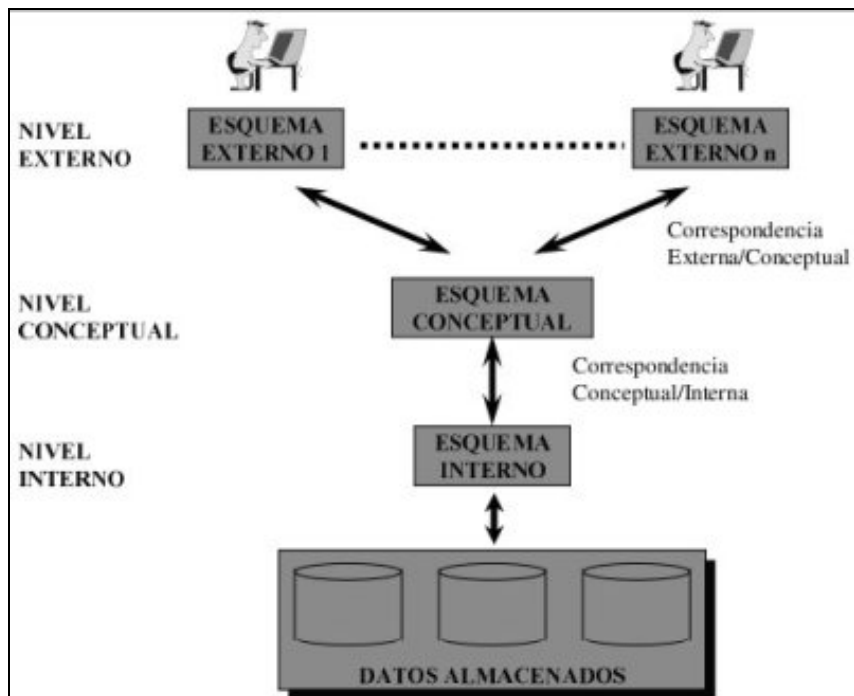 NIVEL
EXTERNO
ESQUEMA
EXTERNO 1
ESQUEMA
EXTERNO n
Correspondencia
Externa/Conceptual
NIVEL
CONCEPTUAL
ESQUEMA
CONCEPTUAL
Correspondencia
Conceptual/Interna
NIVEL
INTERNO
ESQUEMA
INTERNO
DATOS ALMACENADOS